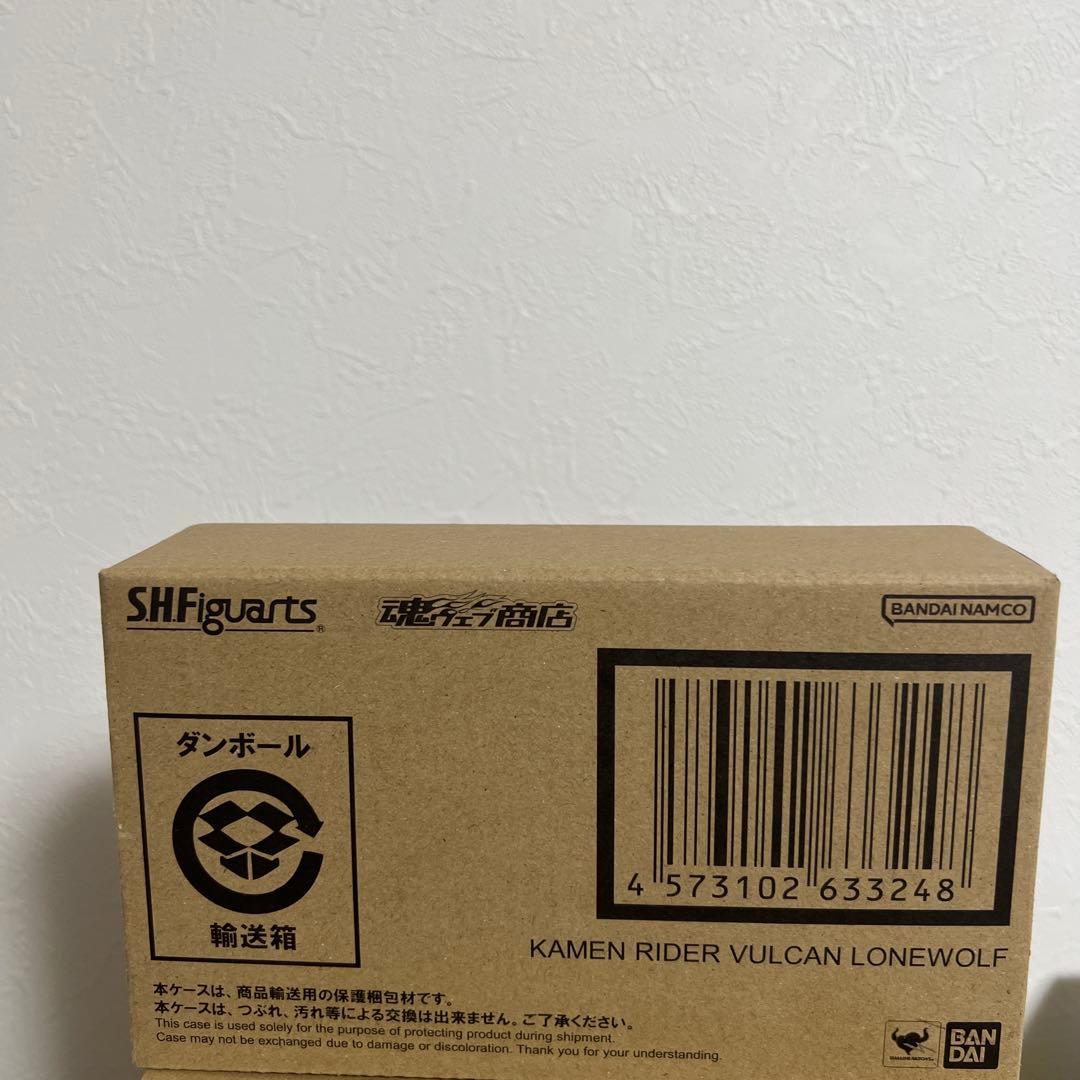 S.H.Figuarts®
魂ウェブ商店
BANDAI NAMCO
ダンボール
輸送箱
4 573102 633248
KAMEN RIDER VULCAN LONEWOLF
本ケースは、商品輸送用の保護梱包材です。
本ケースは、つぶれ、汚れ等による交換は出来ません。ご了承ください。
This case is used solely for the purpose of protecting product during shipment.
Case may not be exchanged due to damage or discoloration. Thank you for your understanding.
BAN
DAI